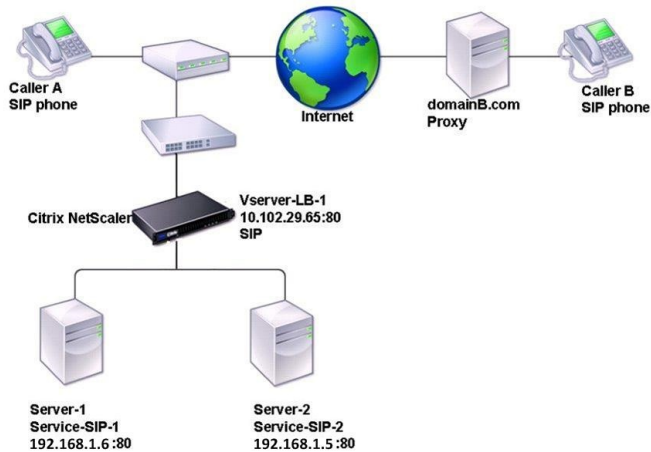 Caller A
SIP phone
Internet
domainB.com
Proxy
Caller B
SIP phone
Citrix NetScaler
Vserver-LB-1
10.102.29.65:80
SIP
Server-1
Service-SIP-1
192.168.1.6:80
Server-2
Service-SIP-2
192.168.1.5:80